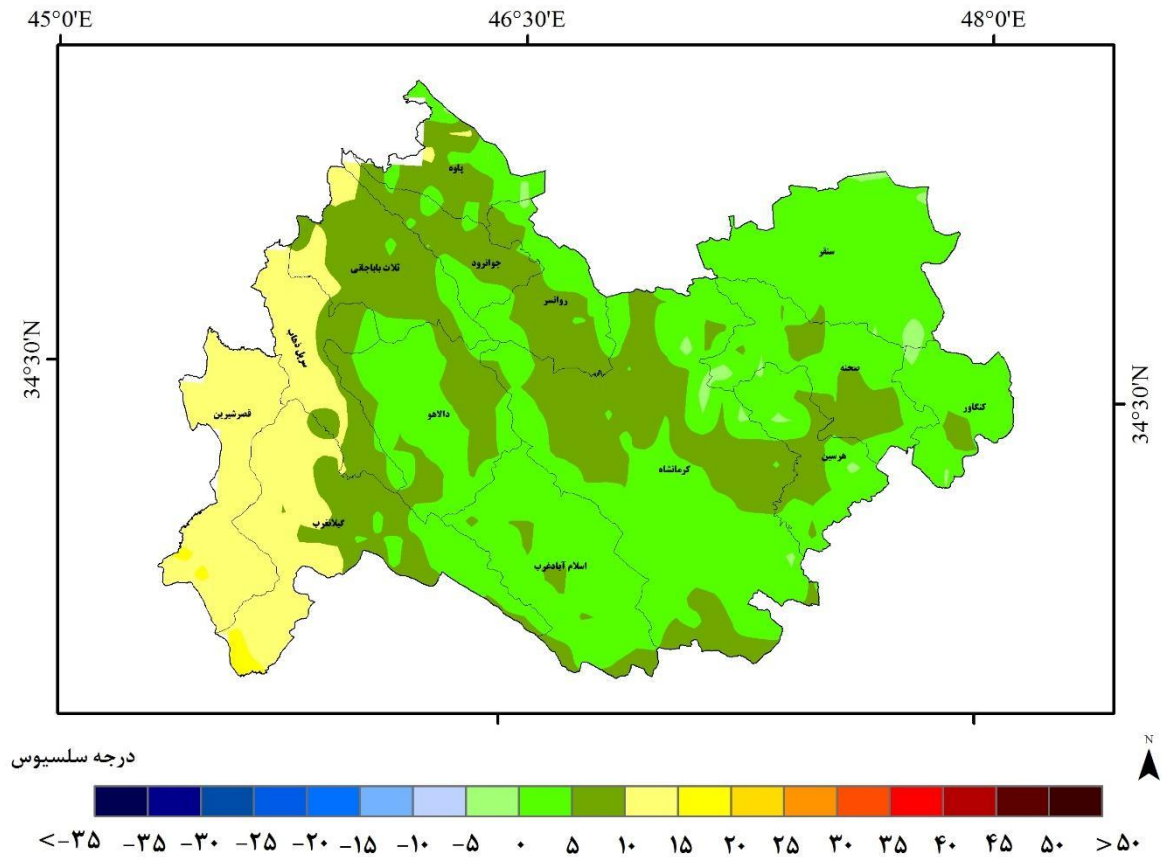 45°0'E 46°30'E 48°0'E
34°30'N
34°30'N
پاوه
سنقر
ثلاث باباجانی
جوانرود
روانسر
سرپل ذهاب
صحنه
قصرشیرین
دالاهو
کنگاور
هرسین
کرمانشاه
گیلانغرب
اسلام آبادغرب
درجه سلسیوس
N
<-۳۵ -۳۵ -۳۰ -۲۵ -۲۰ -۱۵ -۱۰ -۵ ۰ ۵ ۱۰ ۱۵ ۲۰ ۲۵ ۳۰ ۳۵ ۴۰ ۴۵ ۵۰ >۵۰